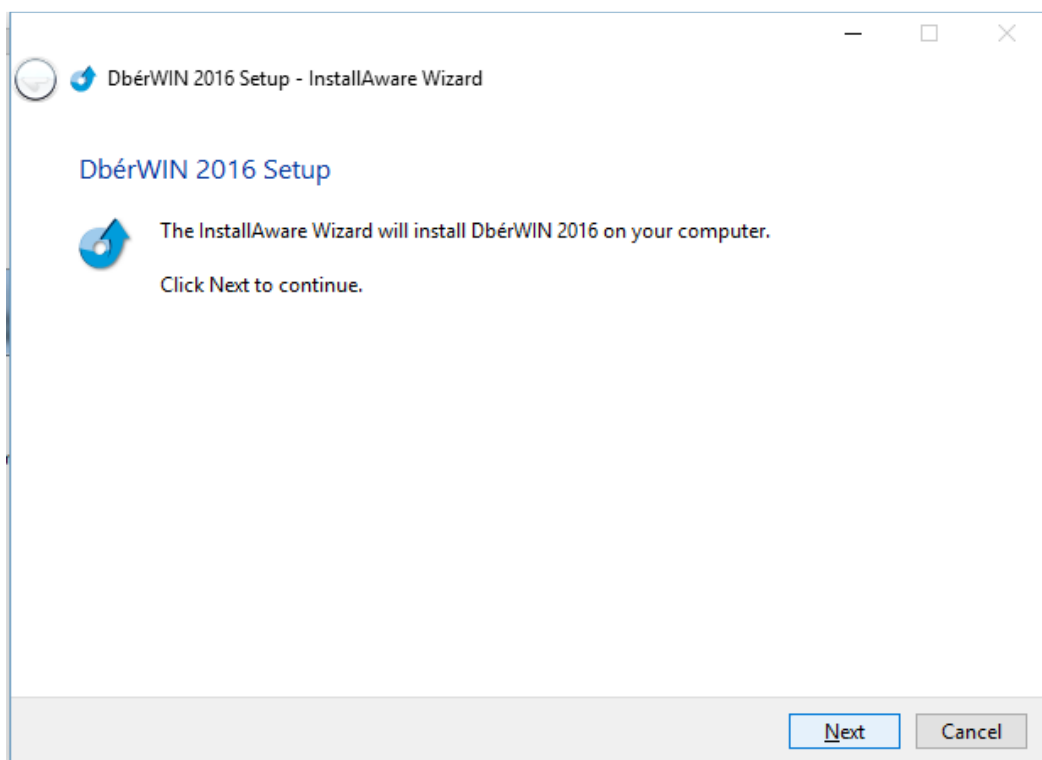 DbérWIN 2016 Setup - InstallAware Wizard
DbérWIN 2016 Setup
The InstallAware Wizard will install DbérWIN 2016 on your computer.
Click Next to continue.
Next
Cancel